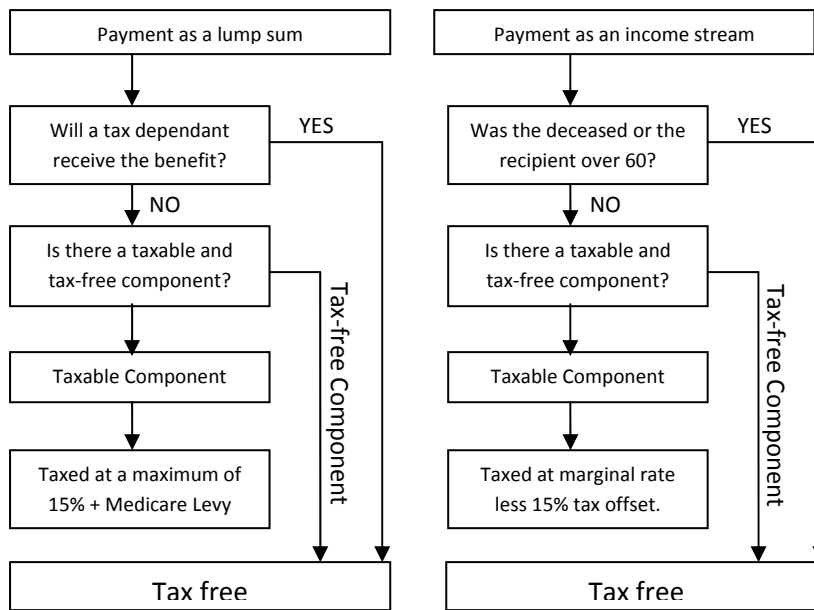 Payment as a lump sum
Will a tax dependant
receive the benefit?
YES
NO
Is there a taxable and
tax-free component?
Tax-free Component
Taxable Component
Taxed at a maximum of
15% + Medicare Levy
Tax free
Payment as an income stream
Was the deceased or the
recipient over 60?
YES
NO
Is there a taxable and
tax-free component?
Tax-free Component
Taxable Component
Taxed at marginal rate
less 15% tax offset.
Tax free